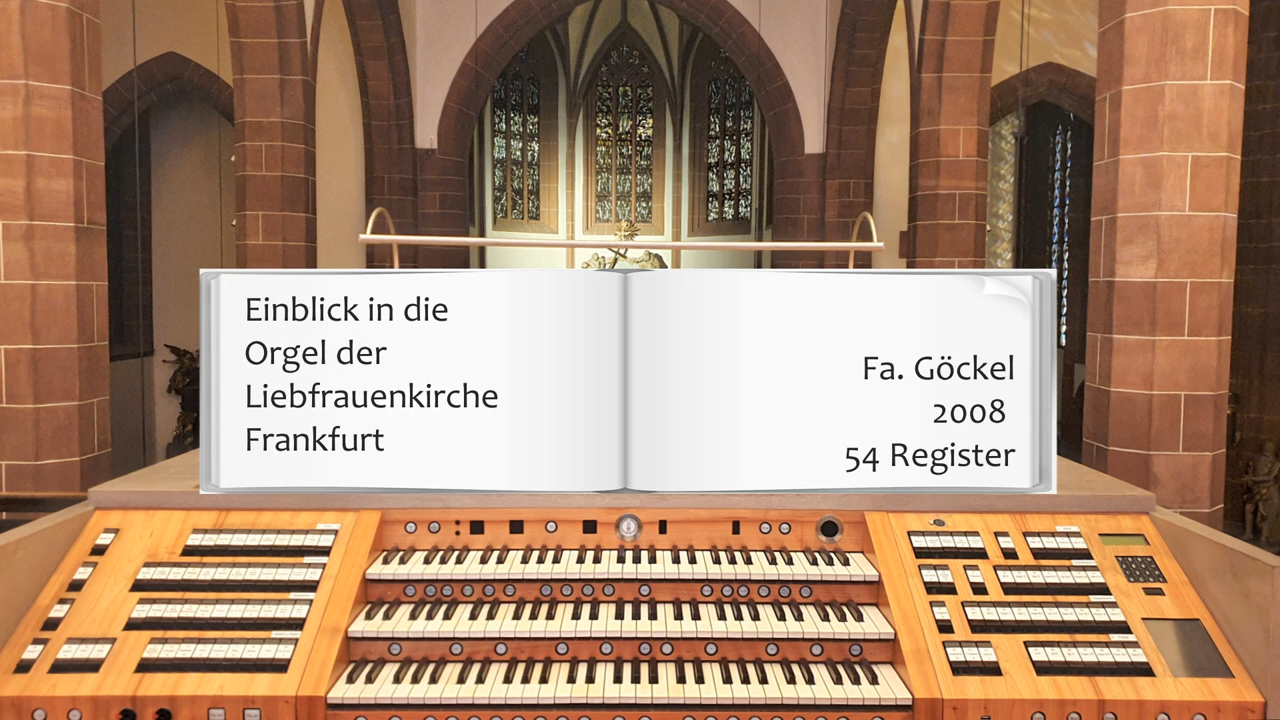 Einblick in die
Orgel der
Liebfrauenkirche
Frankfurt
Fa. Göckel
2008
54 Register